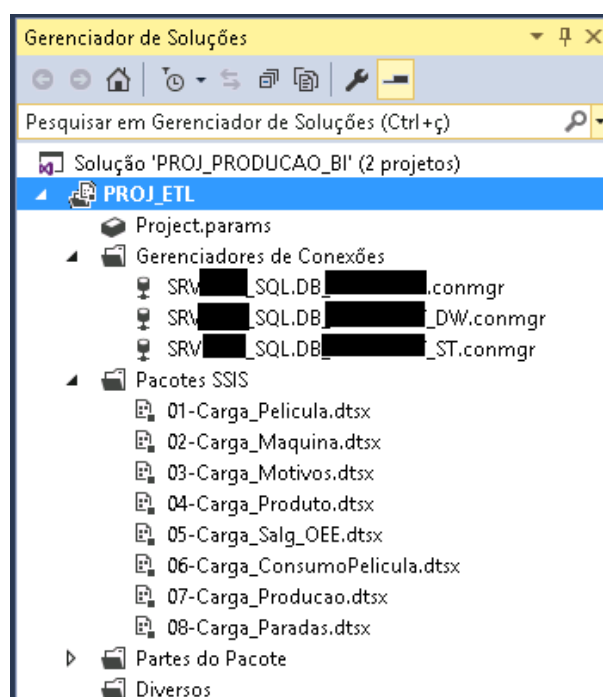 Gerenciador de Soluções
Pesquisar em Gerenciador de Soluções (Ctrl+ç)
Solução 'PROJ_PRODUCAO_BI' (2 projetos)
PROJ_ETL
Project.params
Gerenciadores de Conexões
SRV _SQL.DB_ .conmgr
SRV _SQL.DB_ _DW.conmgr
SRV _SQL.DB_ _ST.conmgr
Pacotes SSIS
01-Carga_Pelicula.dtsx
02-Carga_Maquina.dtsx
03-Carga_Motivos.dtsx
04-Carga_Produto.dtsx
05-Carga_Salg_OEE.dtsx
06-Carga_ConsumoPelicula.dtsx
07-Carga_Producao.dtsx
08-Carga_Paradas.dtsx
Partes do Pacote
Diversos